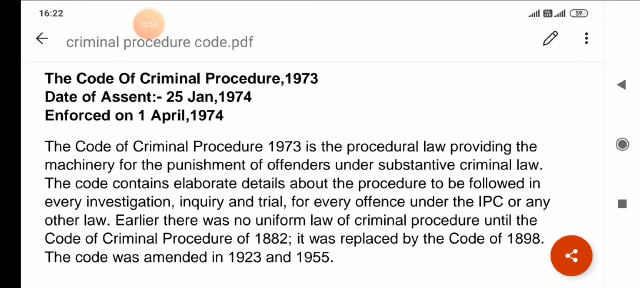 16:22
59
criminal procedure code.pdf
The Code Of Criminal Procedure,1973
Date of Assent:- 25 Jan,1974
Enforced on 1 April,1974
The Code of Criminal Procedure 1973 is the procedural law providing the
machinery for the punishment of offenders under substantive criminal law.
The code contains elaborate details about the procedure to be followed in
every investigation, inquiry and trial, for every offence under the IPC or any
other law. Earlier there was no uniform law of criminal procedure until the
Code of Criminal Procedure of 1882; it was replaced by the Code of 1898.
The code was amended in 1923 and 1955.